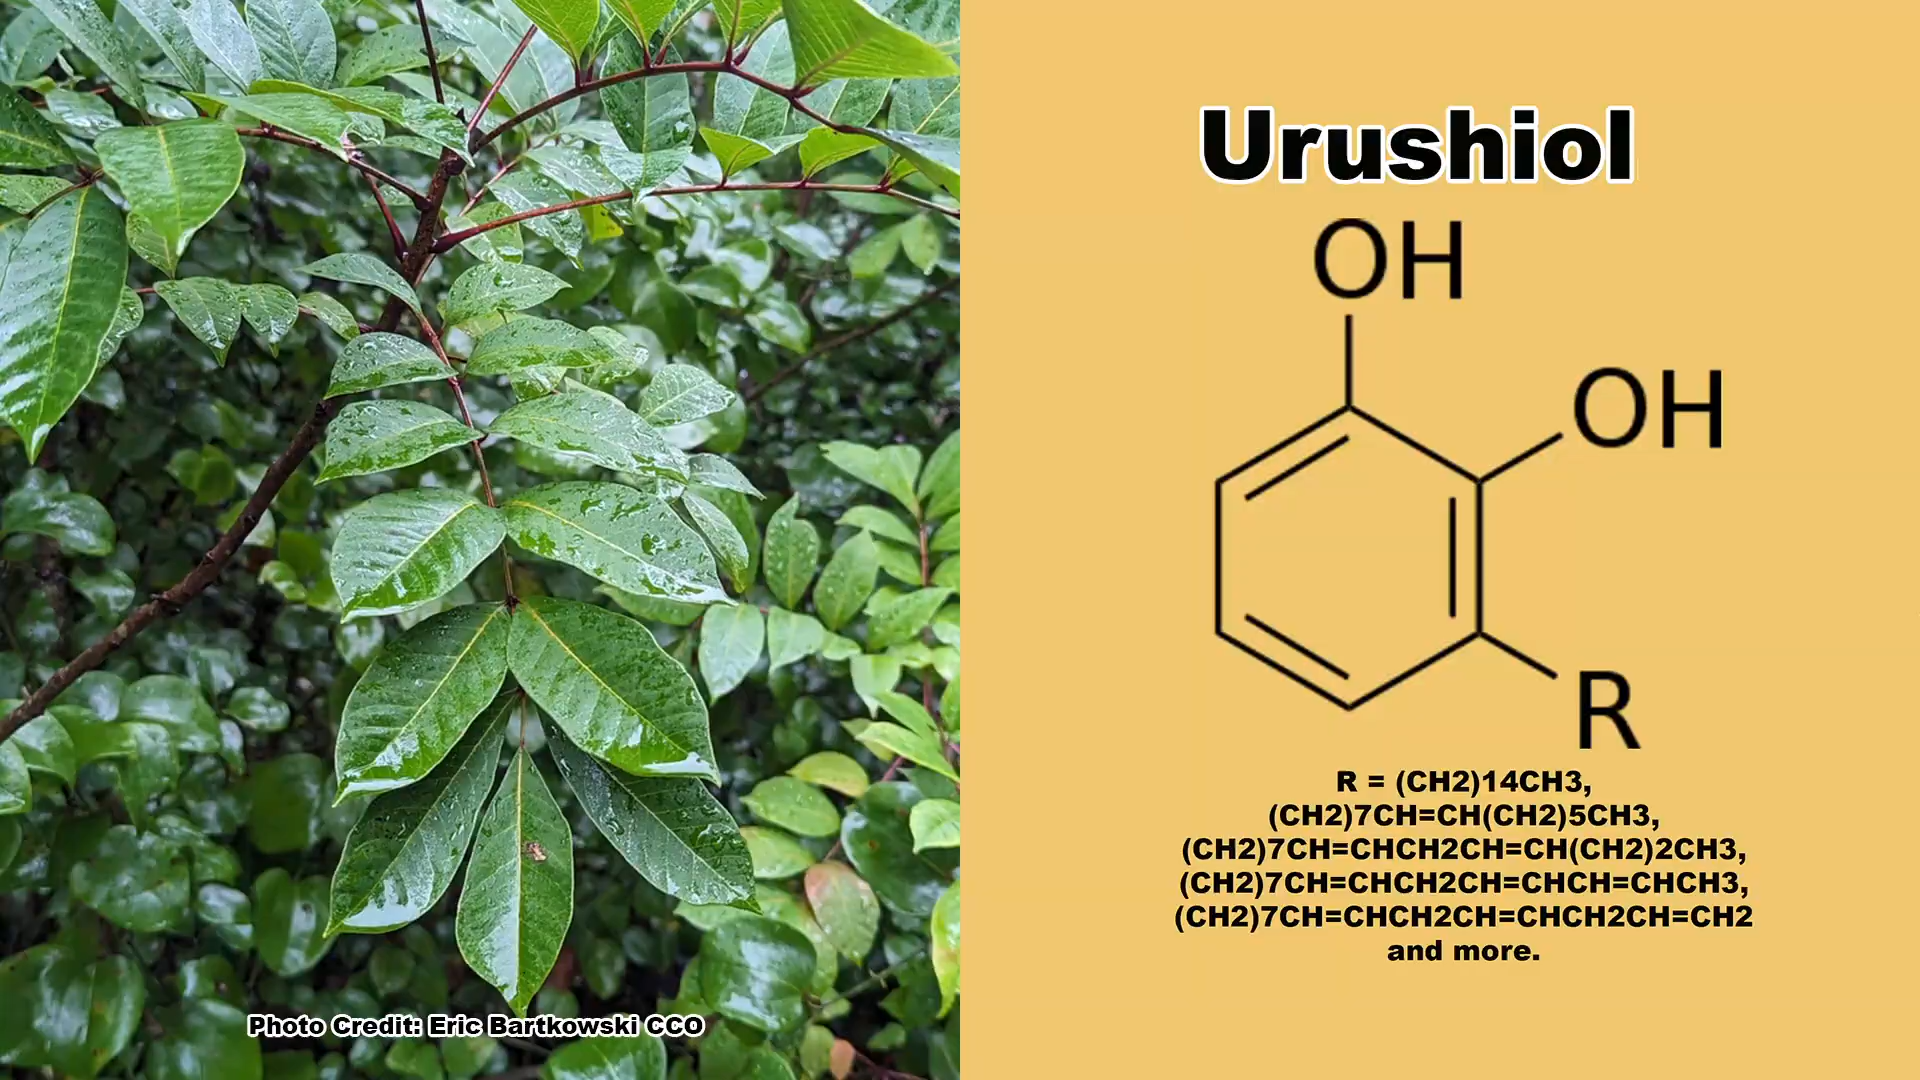 Urushiol
OH
OH
R
R = (CH2)14CH3,
(CH2)7CH=CH(CH2)5CH3,
(CH2)7CH=CHCH2CH=CH(CH2)2CH3,
(CH2)7CH=CHCH2CH=CHCH=CHCH3,
(CH2)7CH=CHCH2CH=CHCH2CH=CH2
and more.
Photo Credit: Eric Bartkowski CCO